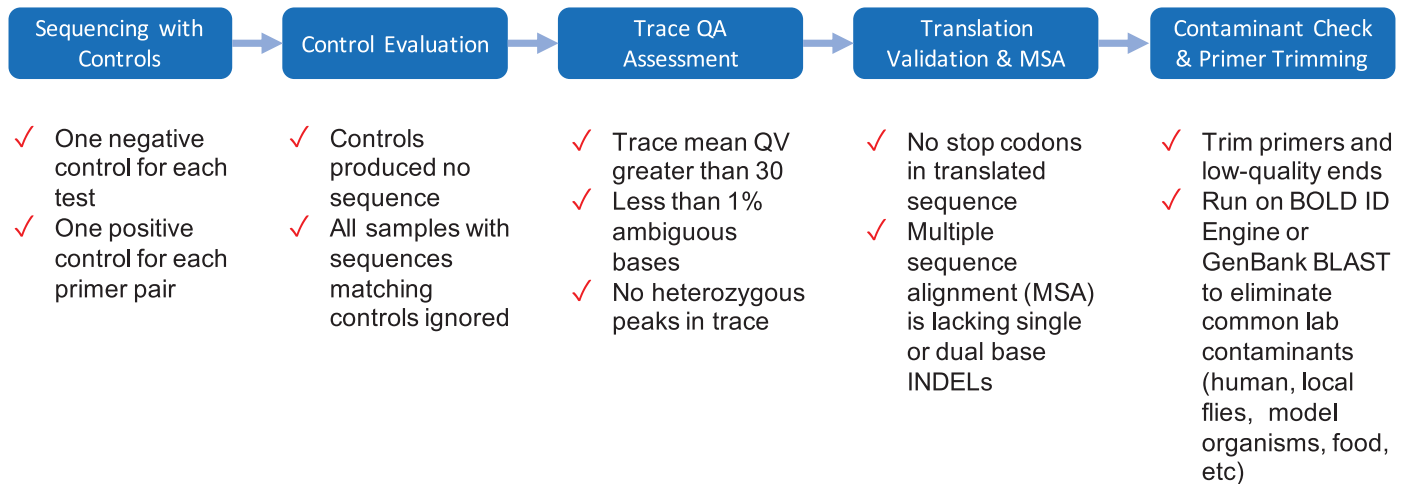 Sequencing with
Controls
Control Evaluation
Trace QA
Assessment
Translation
Validation & MSA
Contaminant Check
& Primer Trimming
✓ One negative
control for each
test
✓ One positive
control for each
primer pair
✓ Controls
produced no
sequence
✓ All samples with
sequences
matching
controls ignored
✓ Trace mean QV
greater than 30
✓ Less than 1%
ambiguous
bases
✓ No heterozygous
peaks in trace
✓ No stop codons
in translated
sequence
✓ Multiple
sequence
alignment (MSA)
is lacking single
or dual base
INDELs
✓ Trim primers and
low-quality ends
✓ Run on BOLD ID
Engine or
GenBank BLAST
to eliminate
common lab
contaminants
(human, local
flies, model
organisms, food,
etc)